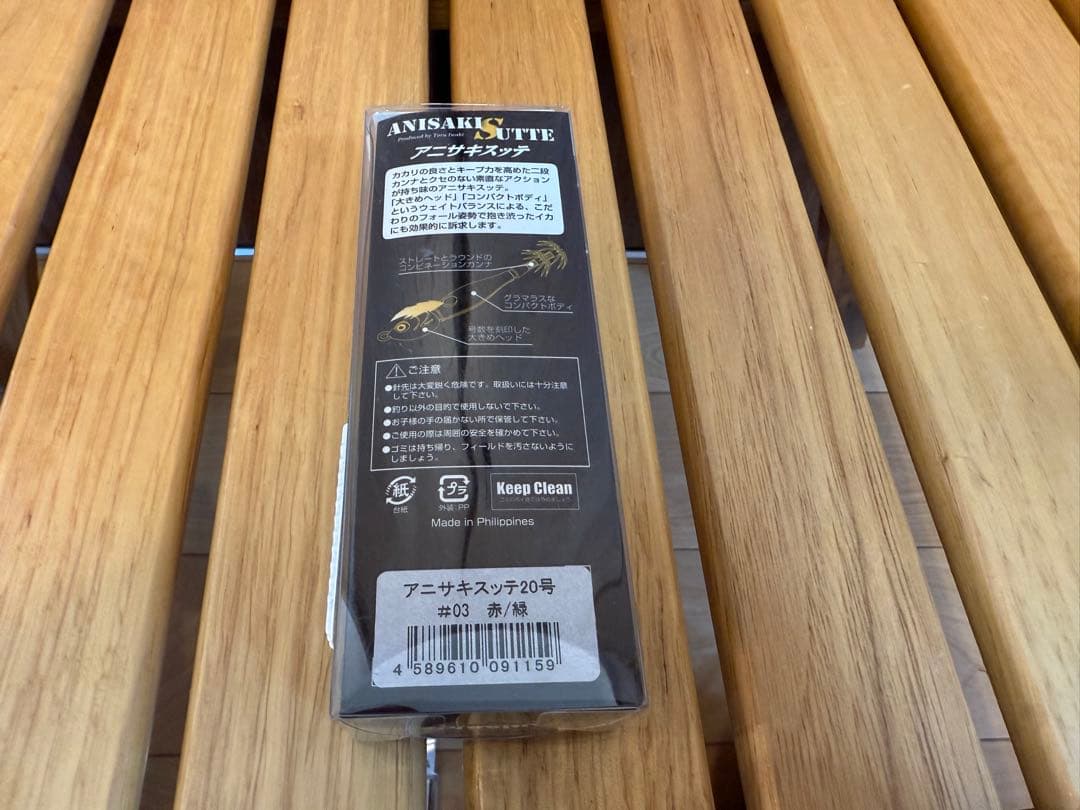 ANISAKI SUTTE
Produced by Toru Iwaki
アニサキスッテ
カカリの良さとキープ力を高めた二段
カンナとクセのない素直なアクション
が持ち味のアニサキスッテ。
「大きめヘッド」「コンパクトボディ」
というウェイトバランスによる、こだ
わりのフォール姿勢で抱き渋ったイカ
にも効果的に訴求します。
ストレートとラウンドの
コンビネーションカンナ
グラマラスな
コンパクトボディ
号数を刻印した
大きめヘッド
ご注意
●針先は大変鋭く危険です。取扱いには十分注意
して下さい。
●釣り以外の目的で使用しないで下さい。
●お子様の手の届かない所で保管して下さい。
●ご使用の際は周囲の安全を確かめて下さい。
●ゴミは持ち帰り、フィールドを汚さないように
しましょう。
紙
台紙
プラ
外装:PP
Keep Clean
Made in Philippines
アニサキスッテ20号
#03 赤/緑
4 589610 091159